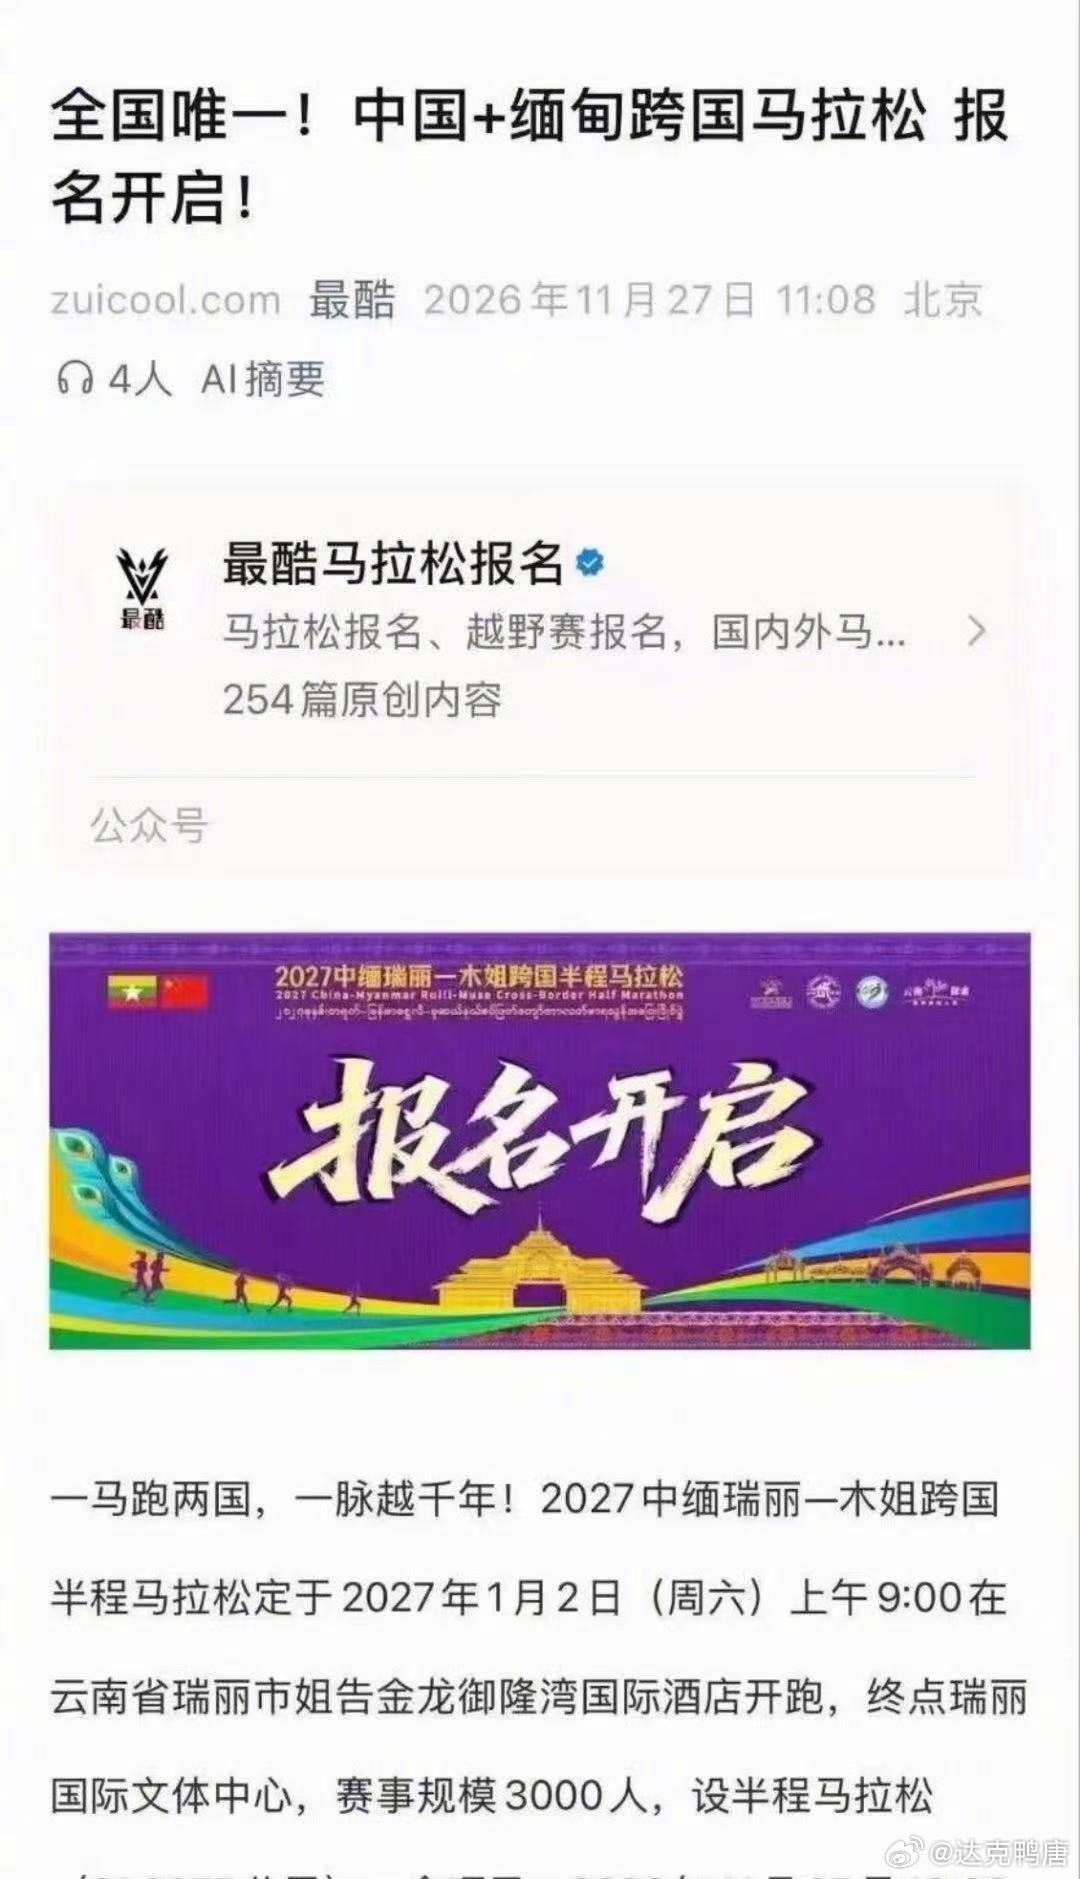 全国唯一！中国+缅甸跨国马拉松 报
名开启！
zuicool.com 最酷 2026年11月27日 11:08 北京
4人 AI摘要
最酷
最酷马拉松报名
马拉松报名、越野赛报名，国内外马...
254篇原创内容
公众号
2027中缅瑞丽—木姐跨国半程马拉松
2027 China-Myanmar Ruili-Muse Cross-Border Half Marathon
报名开启
一马跑两国，一脉越千年！2027中缅瑞丽—木姐跨国
半程马拉松定于2027年1月2日（周六）上午9:00在
云南省瑞丽市姐告金龙御隆湾国际酒店开跑，终点瑞丽
国际文体中心，赛事规模3000人，设半程马拉松
@达克鸭唐